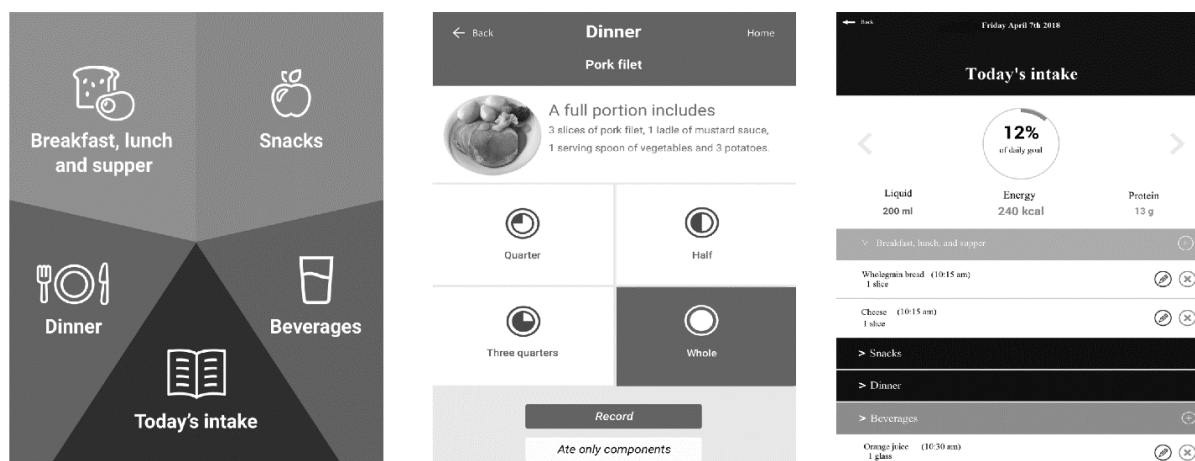 Breakfast, lunch
and supper
Snacks
Dinner
Beverages
Today's intake
Back
Dinner
Home
Pork filet
A full portion includes
3 slices of pork filet, 1 ladle of mustard sauce,
1 serving spoon of vegetables and 3 potatoes.
Quarter
Half
Three quarters
Whole
Record
Ate only components
Back
Friday April 7th 2018
Today's intake
12%
of daily goal
Liquid
200 ml
Energy
240 kcal
Protein
13 g
Breakfast, lunch, and supper
Wholegrain bread (10:15 am)
1 slice
Cheese (10:15 am)
1 slice
> Snacks
> Dinner
> Beverages
Orange juice (10:30 am)
1 glass